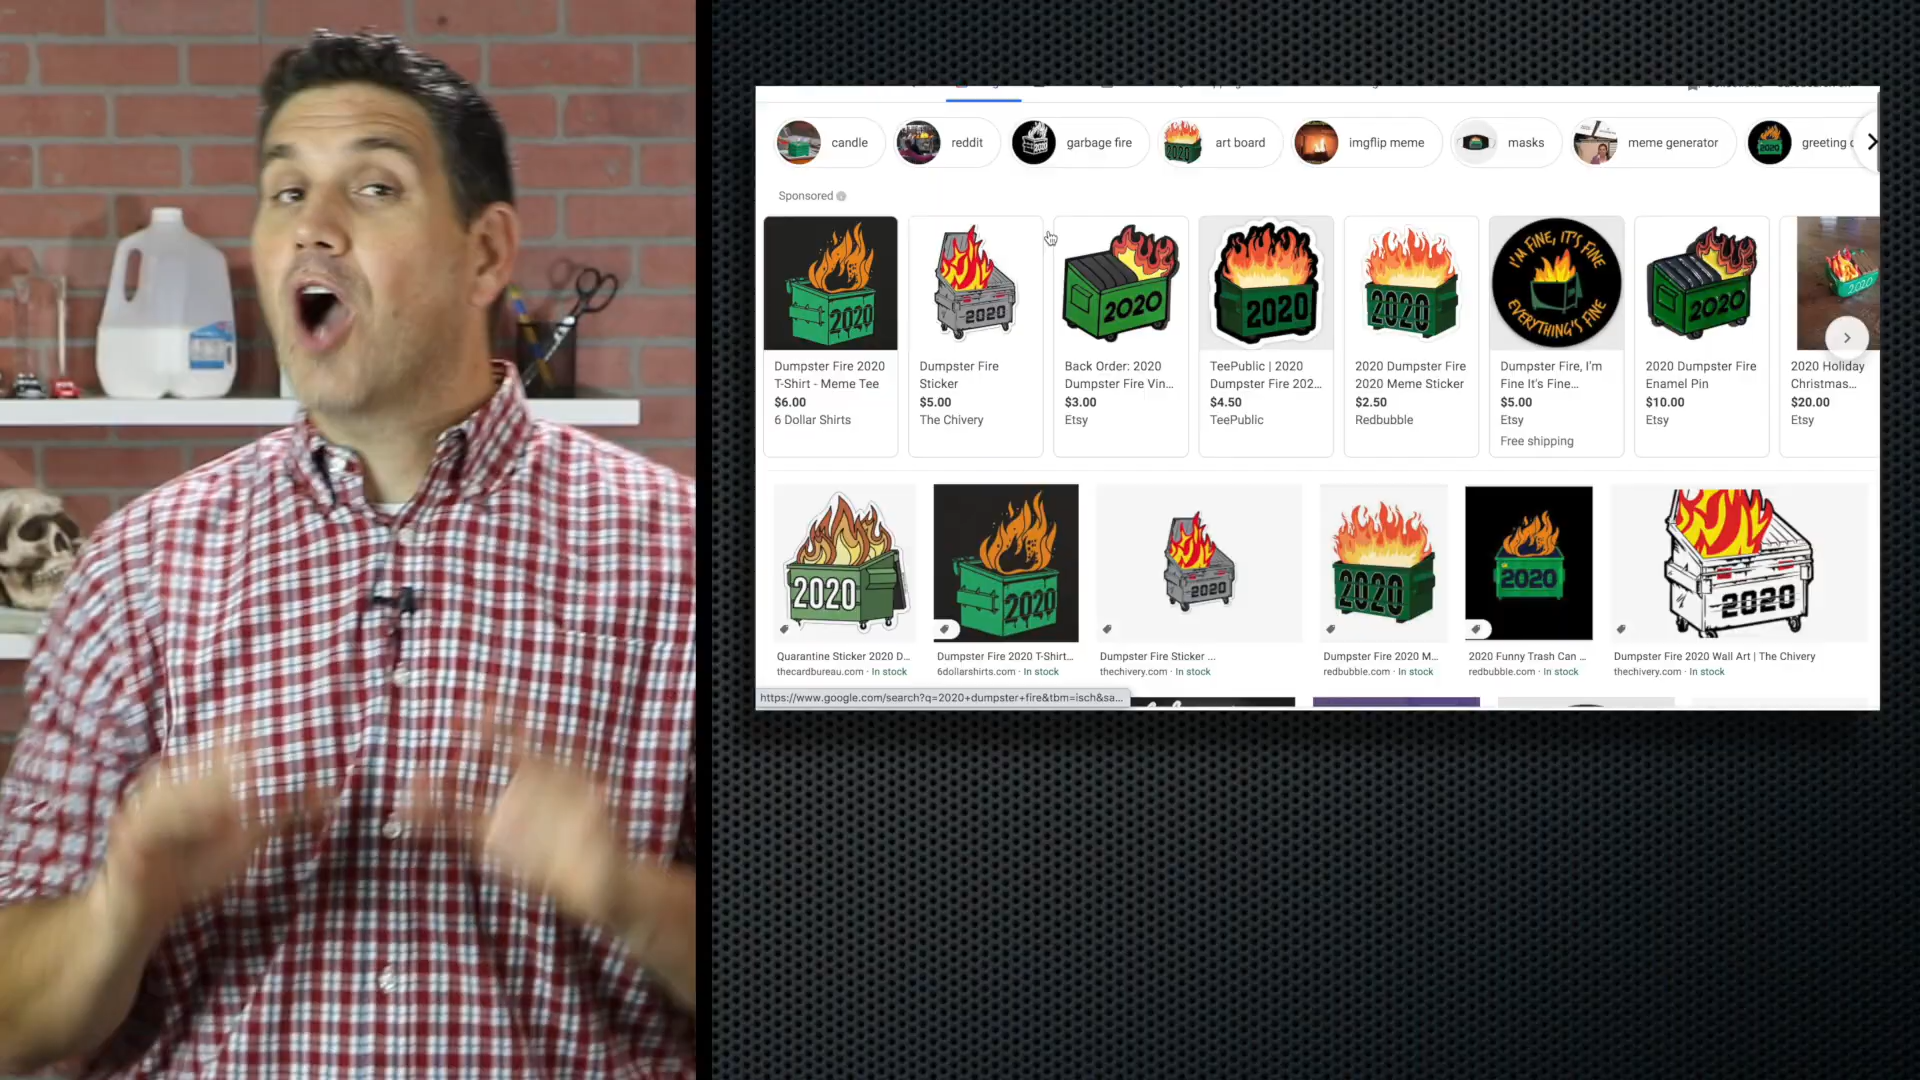 candle
reddit
garbage fire
art board
imgflip meme
masks
meme generator
greeting
Sponsored
2020
2020
2020
2020
2020
I'M FINE, IT'S FINE
EVERYTHING'S FINE
2020
2020
Dumpster Fire 2020
T-Shirt - Meme Tee
$6.00
6 Dollar Shirts
Dumpster Fire
Sticker
$5.00
The Chivery
Back Order: 2020
Dumpster Fire Vin...
$3.00
Etsy
TeePublic | 2020
Dumpster Fire 202...
$4.50
TeePublic
2020 Dumpster Fire
2020 Meme Sticker
$2.50
Redbubble
Dumpster Fire, I'm
Fine It's Fine...
$5.00
Etsy
Free shipping
2020 Dumpster Fire
Enamel Pin
$10.00
Etsy
2020 Holiday
Christmas...
$20.00
Etsy
2020
2020
2020
2020
2020
2020
Quarantine Sticker 2020 D...
thecardbureau.com · In stock
Dumpster Fire 2020 T-Shirt...
6dollarshirts.com · In stock
Dumpster Fire Sticker ...
thechivery.com · In stock
Dumpster Fire 2020 M...
redbubble.com · In stock
2020 Funny Trash Can ...
redbubble.com · In stock
Dumpster Fire 2020 Wall Art | The Chivery
thechivery.com · In stock
https://www.google.com/search?q=2020+dumpster+fire&tbm=isch&sa...